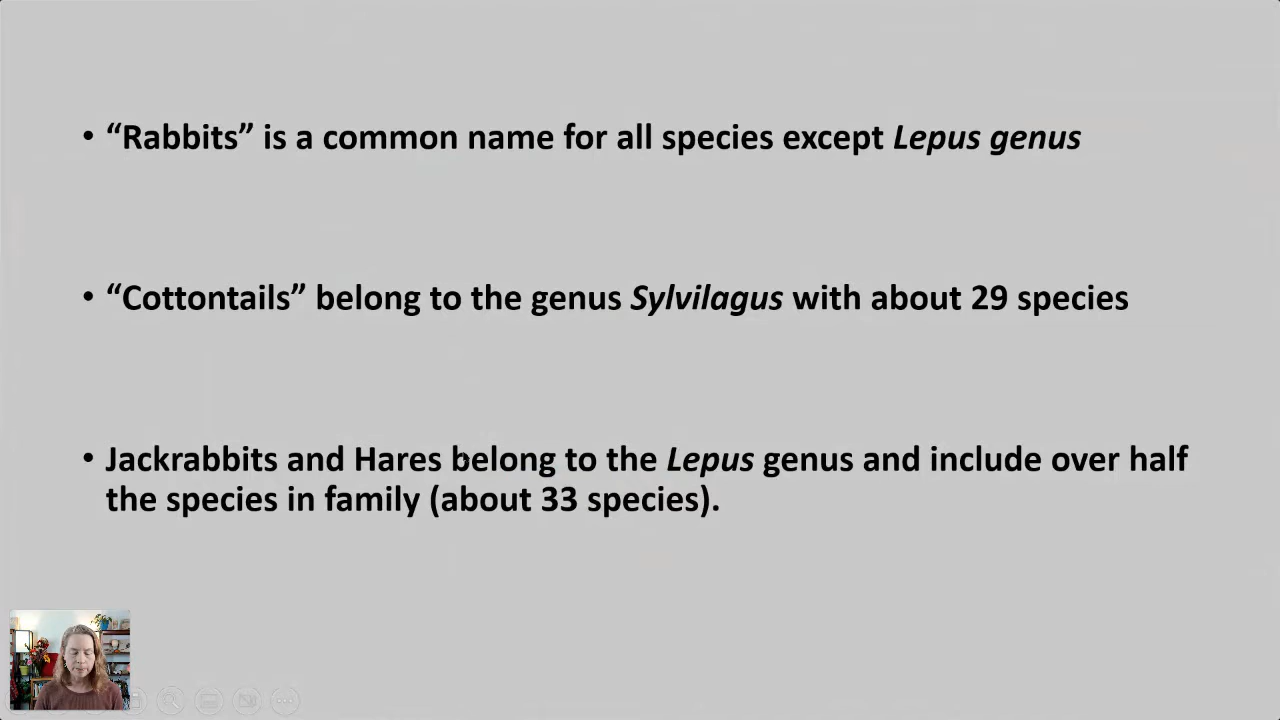 • “Rabbits” is a common name for all species except Lepus genus
• “Cottontails” belong to the genus Sylvilagus with about 29 species
• Jackrabbits and Hares belong to the Lepus genus and include over half
the species in family (about 33 species).